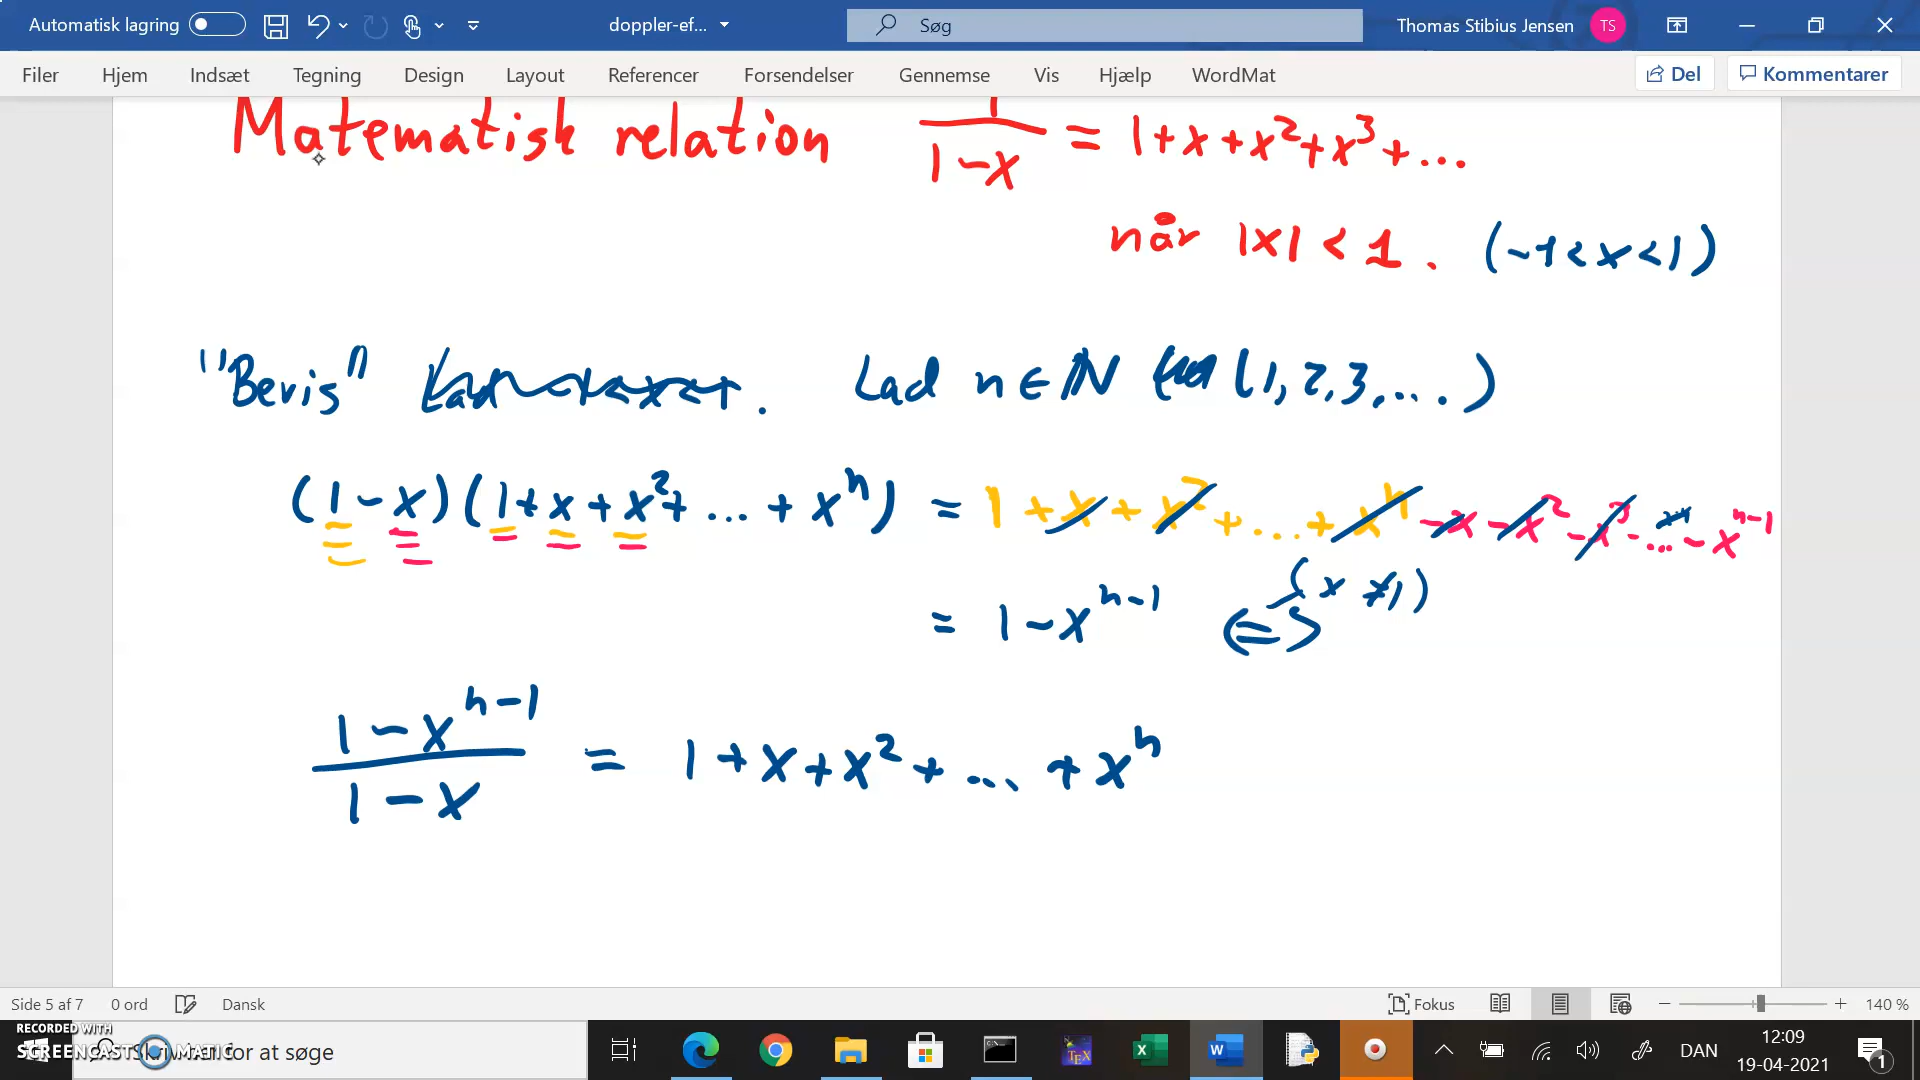 Automatisk lagring doppler-ef... Søg Thomas Stibius Jensen TS
Filer Hjem Indsæt Tegning Design Layout Referencer Forsendelser Gennemse Vis Hjælp WordMat Del Kommentarer
Matematisk relation 1/(1-x) = 1+x+x²+x³+...
når |x| < 1. (-1<x<1)
"Bevis" Lad -1<x<1. Lad n∈ℕ (1,2,3,....)
(1-x)(1+x+x²+...+xⁿ) = 1+x+x²+...+xⁿ-x-x²-x³-...-xⁿ⁻¹
= 1-xⁿ⁻¹ ⇔ (x≠1)
(1-xⁿ⁻¹)/(1-x) = 1+x+x²+...+xⁿ
Side 5 af 7 0 ord Dansk Fokus 140 %
RECORDED WITH
SCREENCAST MATIC
for at søge
DAN
12:09
19-04-2021
1